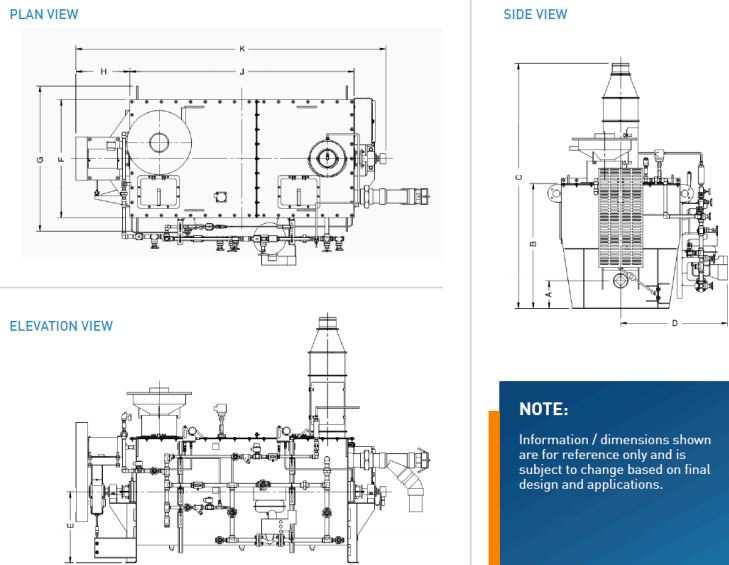 PLAN VIEW
K
H
J
G
F
SIDE VIEW
C
B
A
D
ELEVATION VIEW
E
NOTE:
Information / dimensions shown
are for reference only and is
subject to change based on final
design and applications.